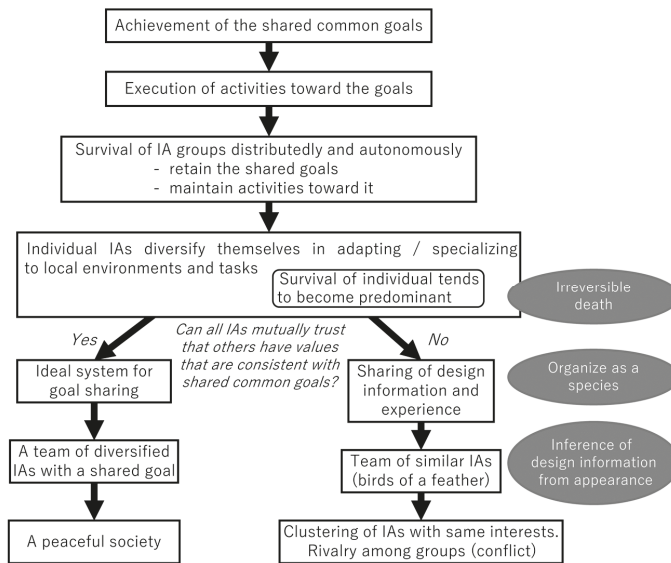 Achievement of the shared common goals
Execution of activities toward the goals
Survival of IA groups distributedly and autonomously
- retain the shared goals
- maintain activities toward it
Individual IAs diversify themselves in adapting / specializing
to local environments and tasks
Survival of individual tends
to become predominant
Irreversible
death
Yes
Can all IAs mutually trust
that others have values
that are consistent with
shared common goals?
No
Ideal system for
goal sharing
Sharing of design
information and
experience
Organize as a
species
A team of diversified
IAs with a shared goal
Team of similar IAs
(birds of a feather)
Inference of
design information
from appearance
A peaceful society
Clustering of IAs with same interests.
Rivalry among groups (conflict)